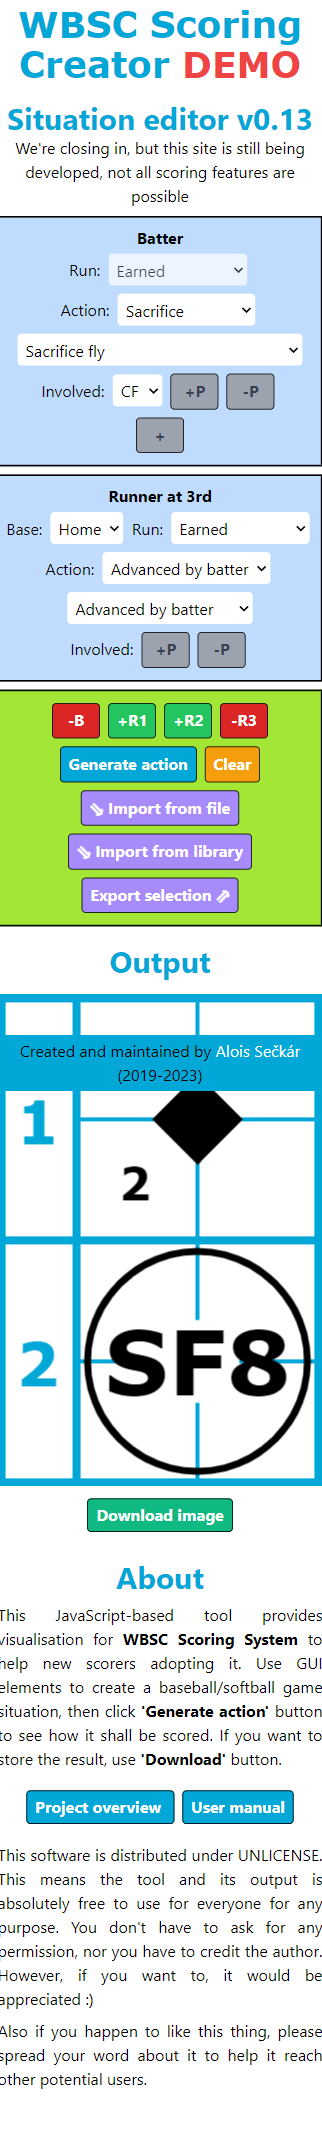 WBSC Scoring
Creator DEMO
Situation editor v0.13
We're closing in, but this site is still being
developed, not all scoring features are
possible
Batter
Run: Earned
Action: Sacrifice
Sacrifice fly
Involved: CF +P -P
+
Runner at 3rd
Base: Home Run: Earned
Action: Advanced by batter
Advanced by batter
Involved: +P -P
-B +R1 +R2 -R3
Generate action Clear
⇘ Import from file
⇘ Import from library
Export selection ⇗
Output
Created and maintained by Alois Sečkár
(2019-2023)
1
2
2 SF8
Download image
About
This JavaScript-based tool provides
visualisation for WBSC Scoring System to
help new scorers adopting it. Use GUI
elements to create a baseball/softball game
situation, then click 'Generate action' button
to see how it shall be scored. If you want to
store the result, use 'Download' button.
Project overview User manual
This software is distributed under UNLICENSE.
This means the tool and its output is
absolutely free to use for everyone for any
purpose. You don't have to ask for any
permission, nor you have to credit the author.
However, if you want to, it would be
appreciated :)
Also if you happen to like this thing, please
spread your word about it to help it reach
other potential users.